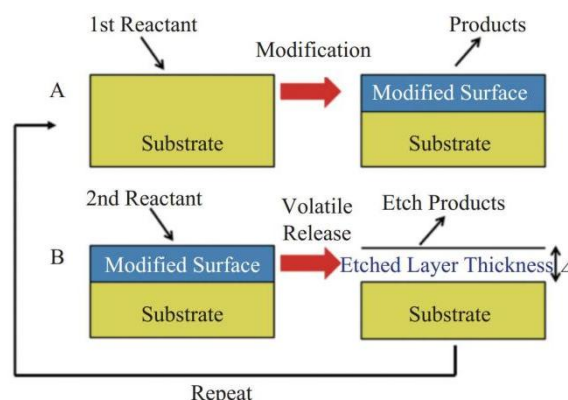 1st Reactant
Products
Modification
A
Modified Surface
Substrate
Substrate
2nd Reactant
Etch Products
Volatile
Release
B
Modified Surface
Etched Layer Thickness
Substrate
Substrate
Repeat